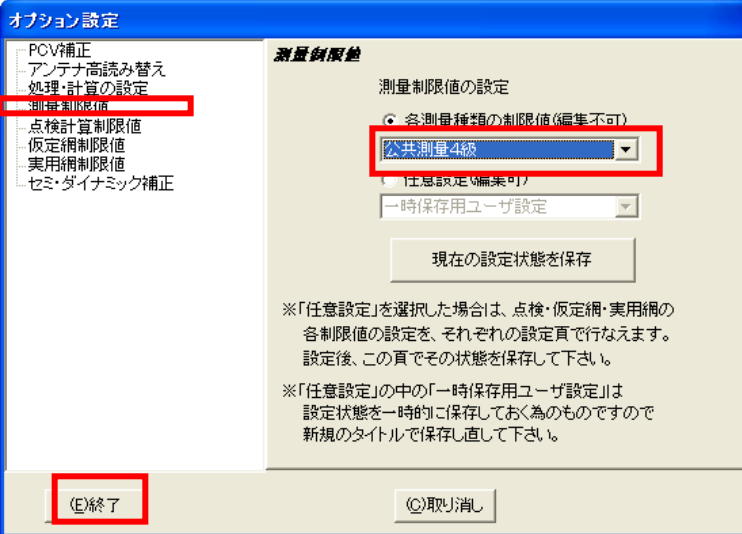 オプション設定
PCV補正
アンテナ高読み替え
処理・計算の設定
測量制限値
点検計算制限値
仮定網制限値
実用網制限値
セミ・ダイナミック補正
測量制限値
測量制限値の設定
各測量種類の制限値(編集不可)
公共測量4級
任意設定(編集可)
一時保存用ユーザ設定
現在の設定状態を保存
※「任意設定」を選択した場合は、点検・仮定網・実用網の
各制限値の設定を、それぞれの設定頁で行なえます。
設定後、この頁でその状態を保存して下さい。
※「任意設定」の中の「一時保存用ユーザ設定」は
設定状態を一時的に保存しておく為のものですので
新規のタイトルで保存し直して下さい。
(E)終了
(C)取り消し